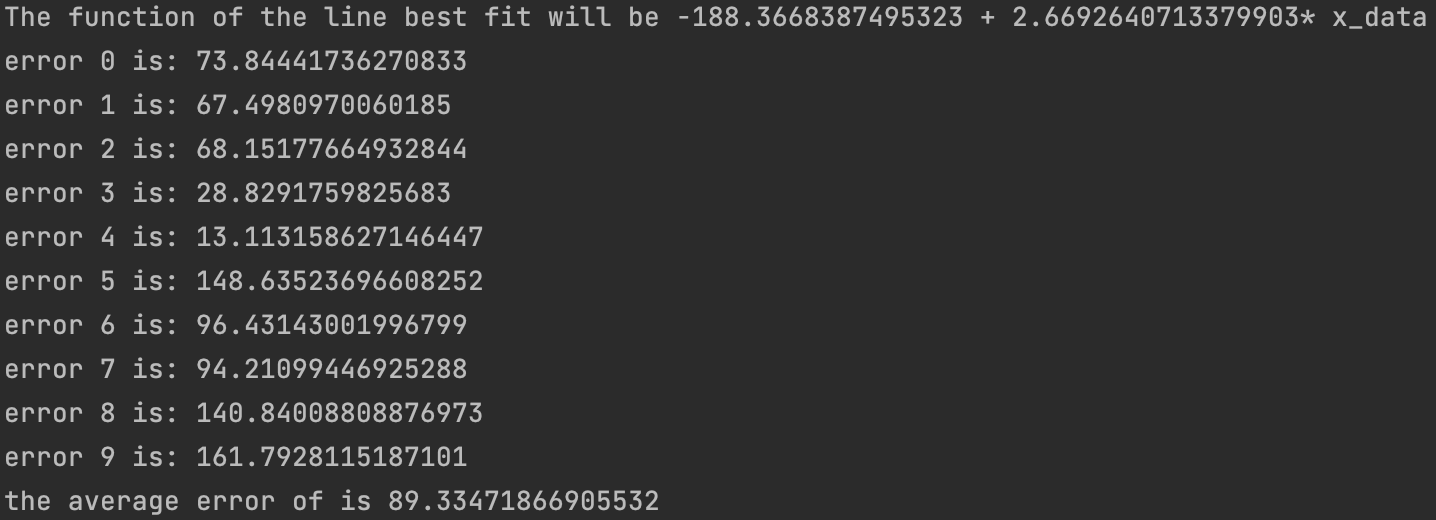 The function of the line best fit will be -188.3668387495323 + 2.6692640713379903* x_data
error 0 is: 73.84441736270833
error 1 is: 67.4980970060185
error 2 is: 68.15177664932844
error 3 is: 28.8291759825683
error 4 is: 13.113158627146447
error 5 is: 148.63523696608252
error 6 is: 96.43143001996799
error 7 is: 94.21099446925288
error 8 is: 140.84008808876973
error 9 is: 161.7928115187101
the average error of is 89.33471866905532